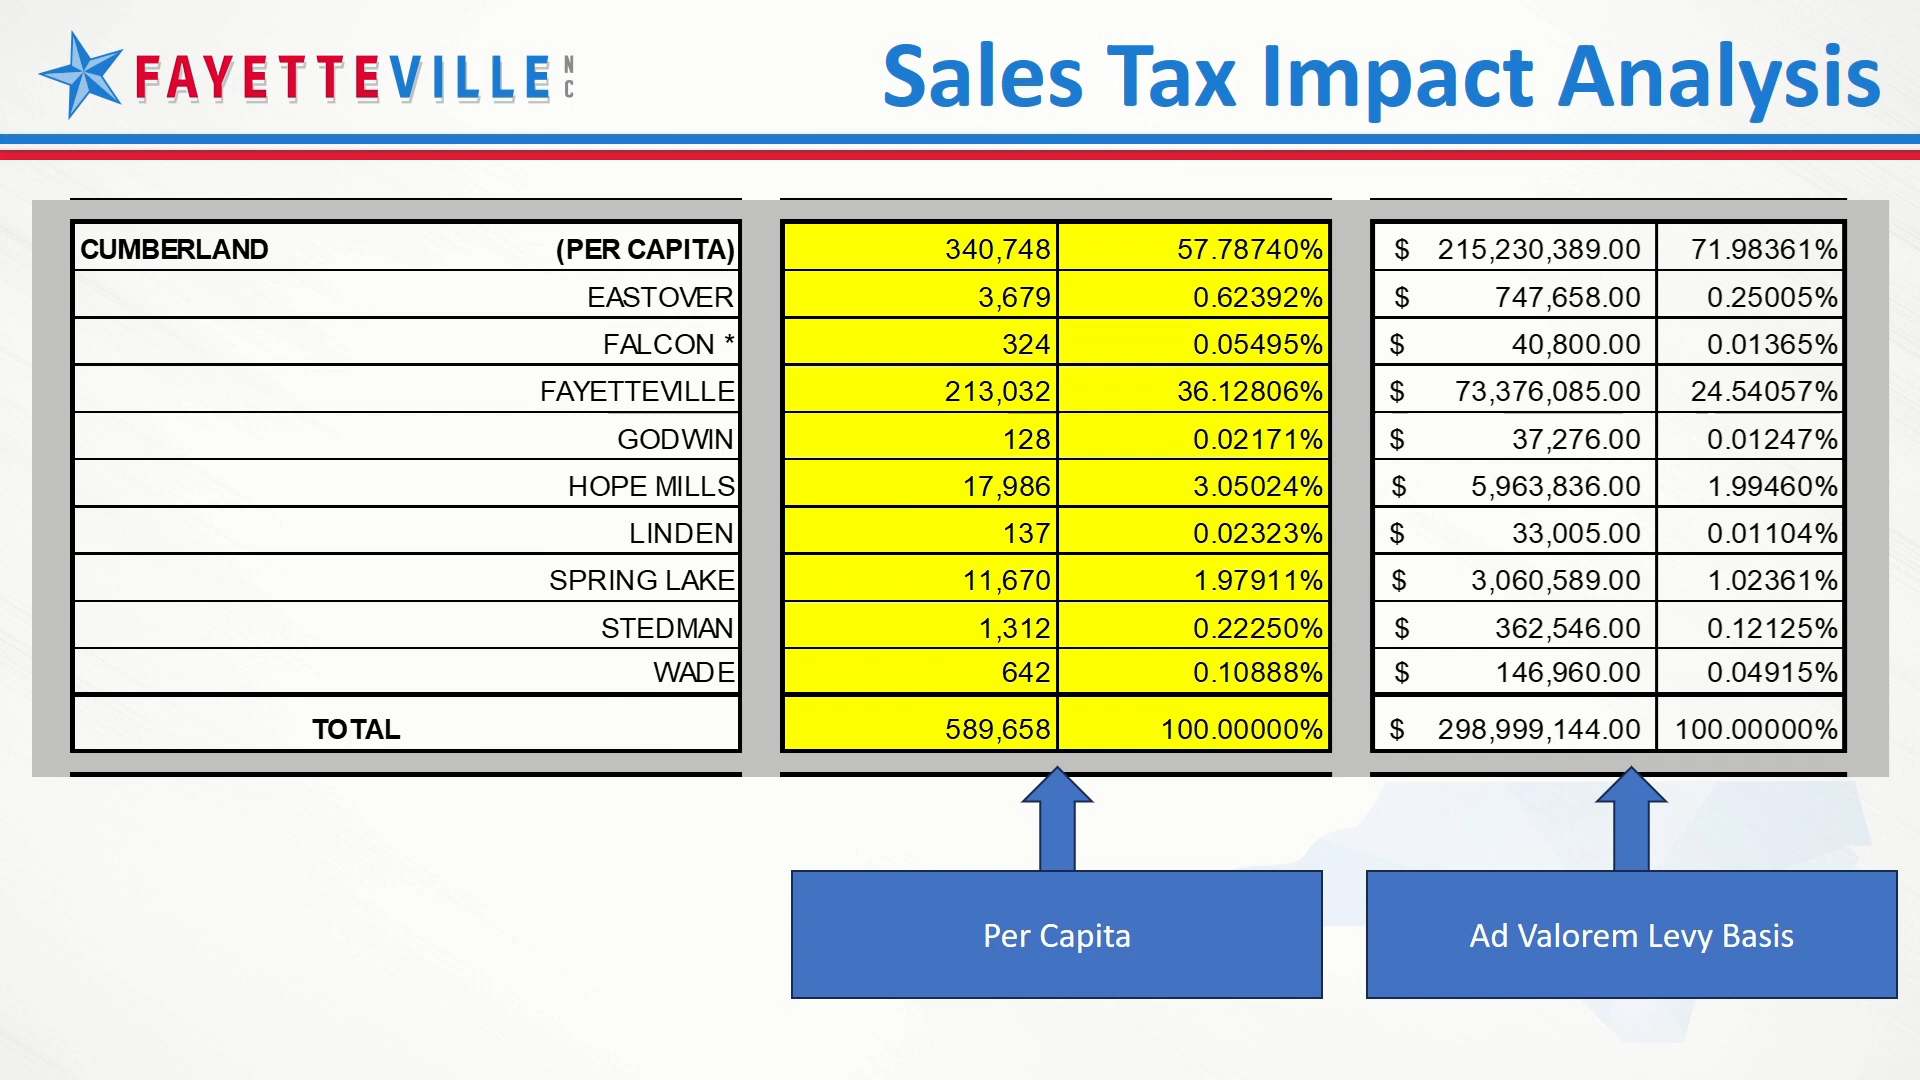 FAYETTEVILLE NC
Sales Tax Impact Analysis
CUMBERLAND (PER CAPITA) 340,748 57.78740% $ 215,230,389.00 71.98361%
EASTOVER 3,679 0.62392% $ 747,658.00 0.25005%
FALCON * 324 0.05495% $ 40,800.00 0.01365%
FAYETTEVILLE 213,032 36.12806% $ 73,376,085.00 24.54057%
GODWIN 128 0.02171% $ 37,276.00 0.01247%
HOPE MILLS 17,986 3.05024% $ 5,963,836.00 1.99460%
LINDEN 137 0.02323% $ 33,005.00 0.01104%
SPRING LAKE 11,670 1.97911% $ 3,060,589.00 1.02361%
STEDMAN 1,312 0.22250% $ 362,546.00 0.12125%
WADE 642 0.10888% $ 146,960.00 0.04915%
TOTAL 589,658 100.00000% $ 298,999,144.00 100.00000%
Per Capita
Ad Valorem Levy Basis